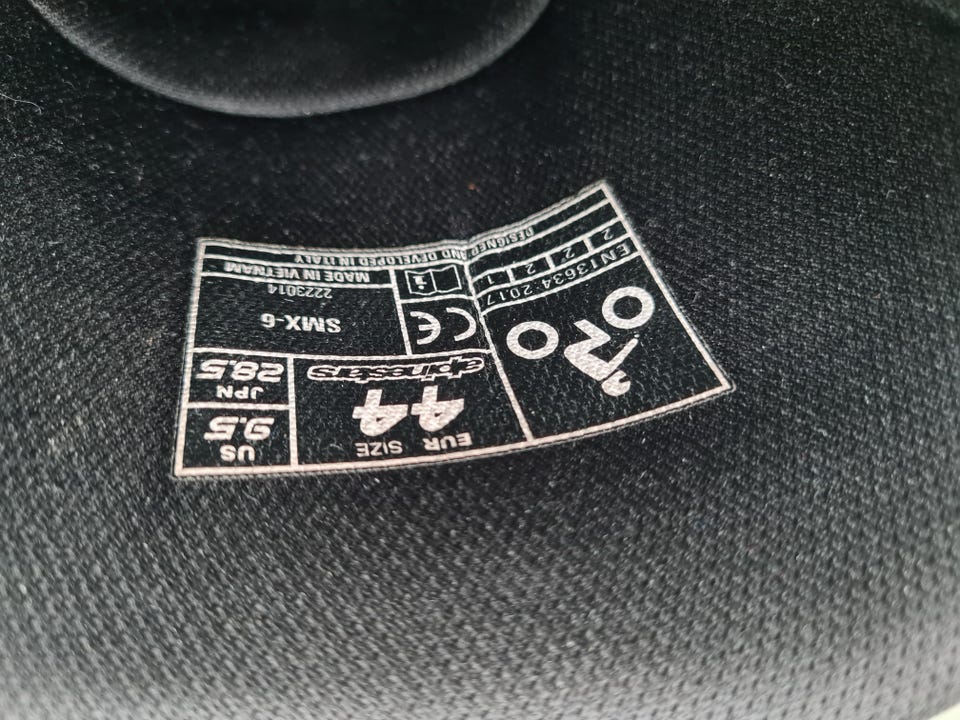 US
9.5
JPN
28.5
EUR
SIZE
44
alpinestars
SMX-6
2223014
CE
MADE IN VIETNAM
DESIGNED AND DEVELOPED IN ITALY
EN13634:2017
2 2 2